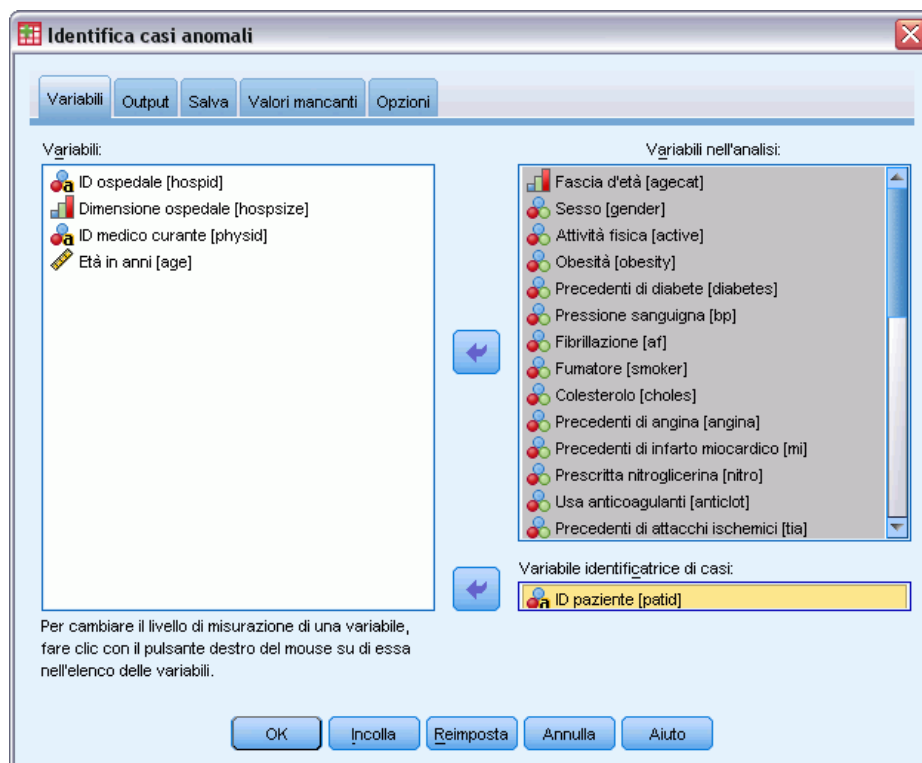 Identifica casi anomali
Variabili
Output
Salva
Valori mancanti
Opzioni
Variabili:
ID ospedale [hospid]
Dimensione ospedale [hospsize]
ID medico curante [physid]
Età in anni [age]
Variabili nell'analisi:
Fascia d'età [agecat]
Sesso [gender]
Attività fisica [active]
Obesità [obesity]
Precedenti di diabete [diabetes]
Pressione sanguigna [bp]
Fibrillazione [af]
Fumatore [smoker]
Colesterolo [choles]
Precedenti di angina [angina]
Precedenti di infarto miocardico [mi]
Prescritta nitroglicerina [nitro]
Usa anticoagulanti [anticlot]
Precedenti di attacchi ischemici [tia]
Variabile identificatrice di casi:
ID paziente [patid]
Per cambiare il livello di misurazione di una variabile,
fare clic con il pulsante destro del mouse su di essa
nell'elenco delle variabili.
OK
Incolla
Reimposta
Annulla
Aiuto